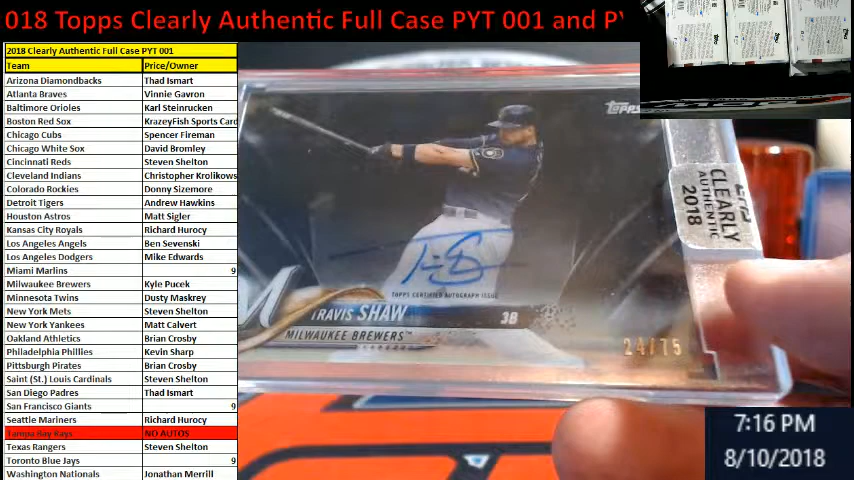 018 Topps Clearly Authentic Full Case PYT 001 and PY
2018 Clearly Authentic Full Case PYT 001
Team Price/Owner
Arizona Diamondbacks Thad Ismart
Atlanta Braves Vinnie Gavron
Baltimore Orioles Karl Steinrucken
Boston Red Sox KrazeyFish Sports Card
Chicago Cubs Spencer Fireman
Chicago White Sox David Bromley
Cincinnati Reds Steven Shelton
Cleveland Indians Christopher Krolikows
Colorado Rockies Donny Sizemore
Detroit Tigers Andrew Hawkins
Houston Astros Matt Sigler
Kansas City Royals Richard Hurocy
Los Angeles Angels Ben Sevenski
Los Angeles Dodgers Mike Edwards
Miami Marlins 9
Milwaukee Brewers Kyle Pucek
Minnesota Twins Dusty Maskrey
New York Mets Steven Shelton
New York Yankees Matt Calvert
Oakland Athletics Brian Crosby
Philadelphia Phillies Kevin Sharp
Pittsburgh Pirates Brian Crosby
Saint (St.) Louis Cardinals Steven Shelton
San Diego Padres Thad Ismart
San Francisco Giants 9
Seattle Mariners Richard Hurocy
Tampa Bay Rays NO AUTOS
Texas Rangers Steven Shelton
Toronto Blue Jays 9
Washington Nationals Jonathan Merrill
Topps
TOPPS CERTIFIED AUTOGRAPH ISSUE
TRAVIS SHAW 3B
MILWAUKEE BREWERS™
24/75
CLEARLY
AUTHENTIC
2018
7:16 PM
8/10/2018